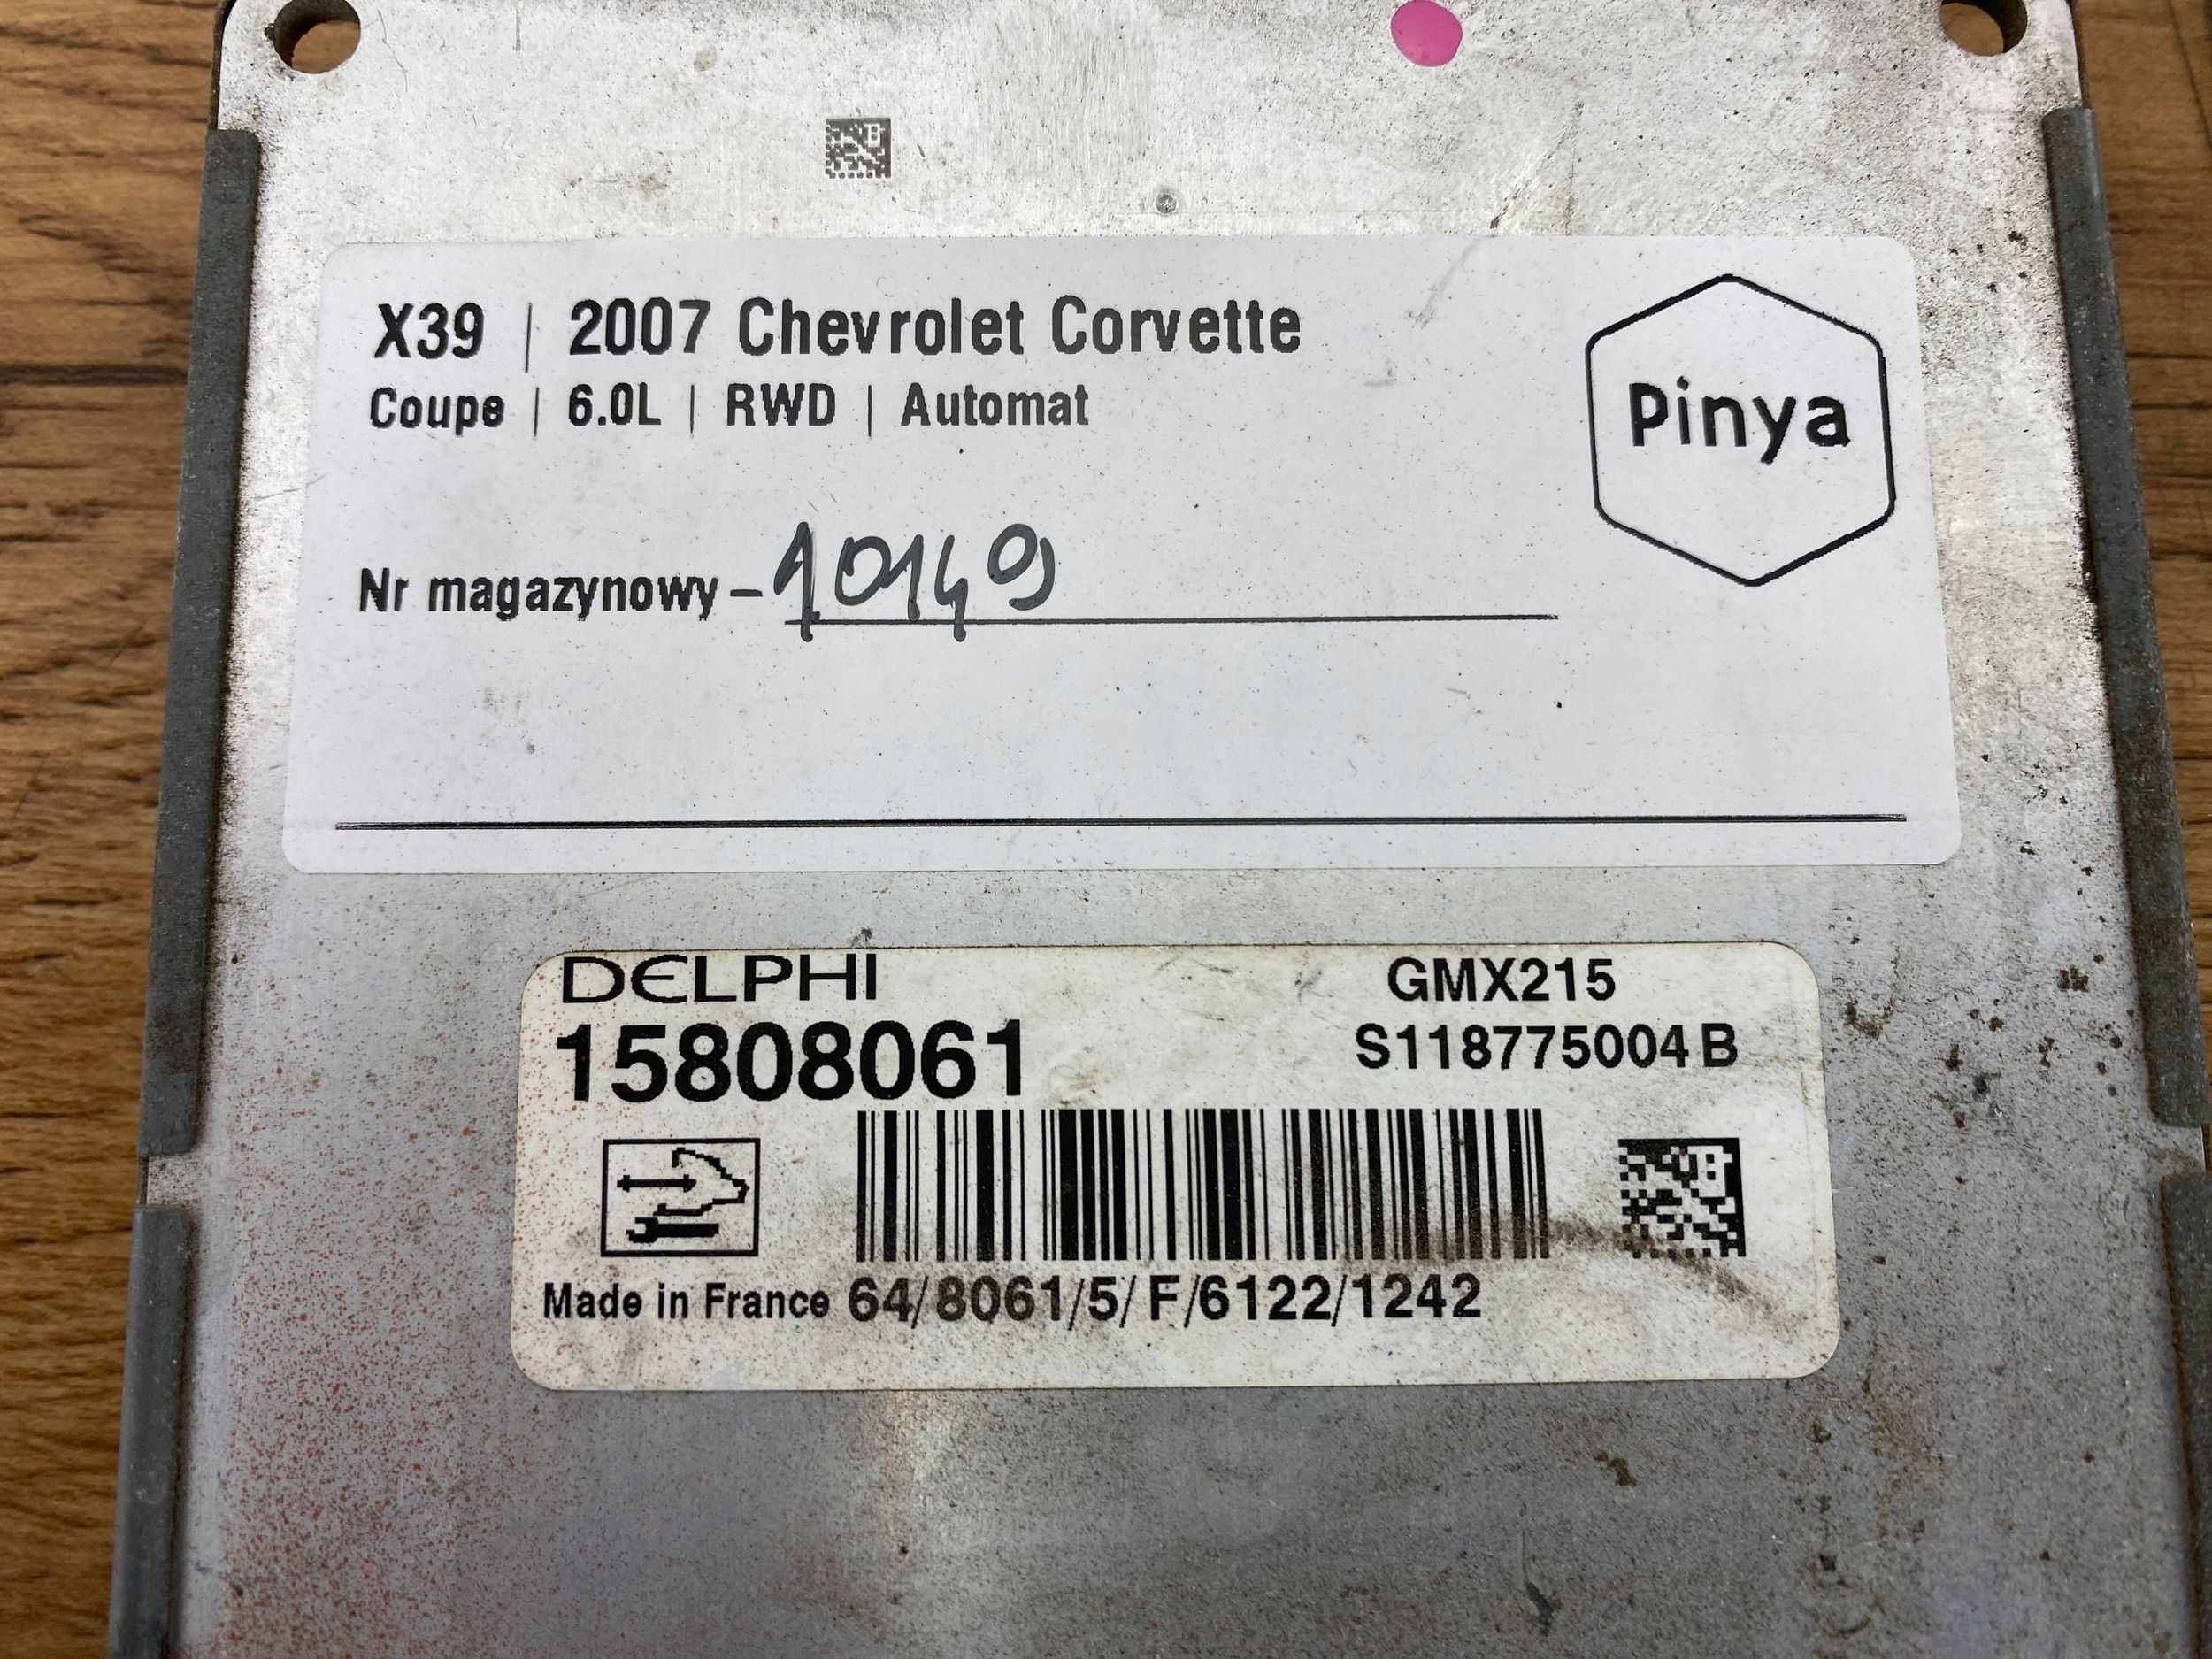 X39 | 2007 Chevrolet Corvette
Coupe | 6.0L | RWD | Automat
Pinya
Nr magazynowy – 10149
DELPHI
GMX215
15808061
S118775004 B
Made in France 64/8061/5/ F/6122/1242